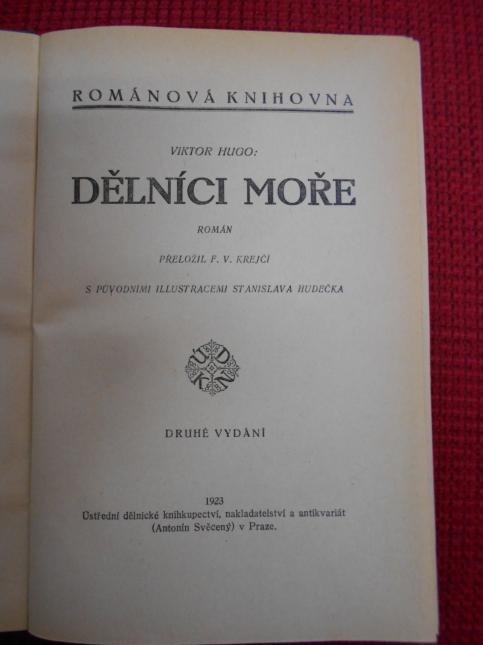 ROMÁNOVÁ KNIHOVNA
VIKTOR HUGO:
DĚLNÍCI MOŘE
ROMÁN
PŘELOŽIL F. V. KREJČÍ
S PŮVODNÍMI ILLUSTRACEMI STANISLAVA HUDEČKA
ÚDKN
DRUHÉ VYDÁNÍ
1923
Ústřední dělnické knihkupectví, nakladatelství a antikvariát
(Antonín Svěcený) v Praze.